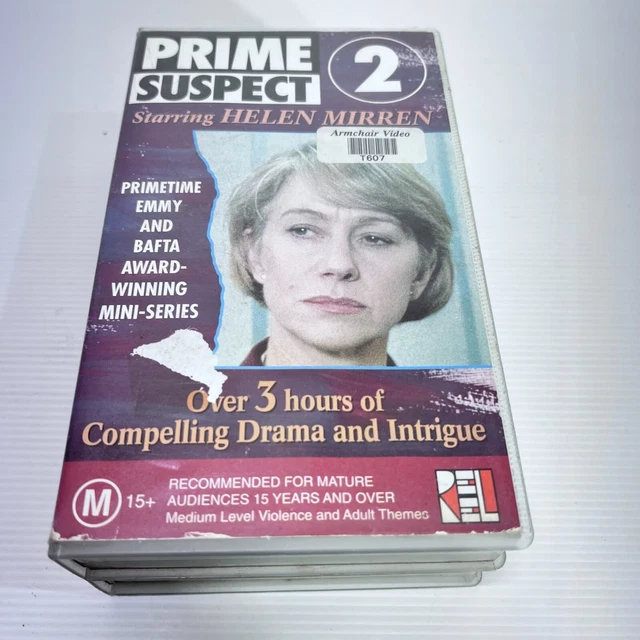 PRIME
SUSPECT
2
Starring HELEN MIRREN
Armchair Video
T607
PRIMETIME
EMMY
AND
BAFTA
AWARD-
WINNING
MINI-SERIES
Over 3 hours of
Compelling Drama and Intrigue
M 15+
RECOMMENDED FOR MATURE
AUDIENCES 15 YEARS AND OVER
Medium Level Violence and Adult Themes
REEL